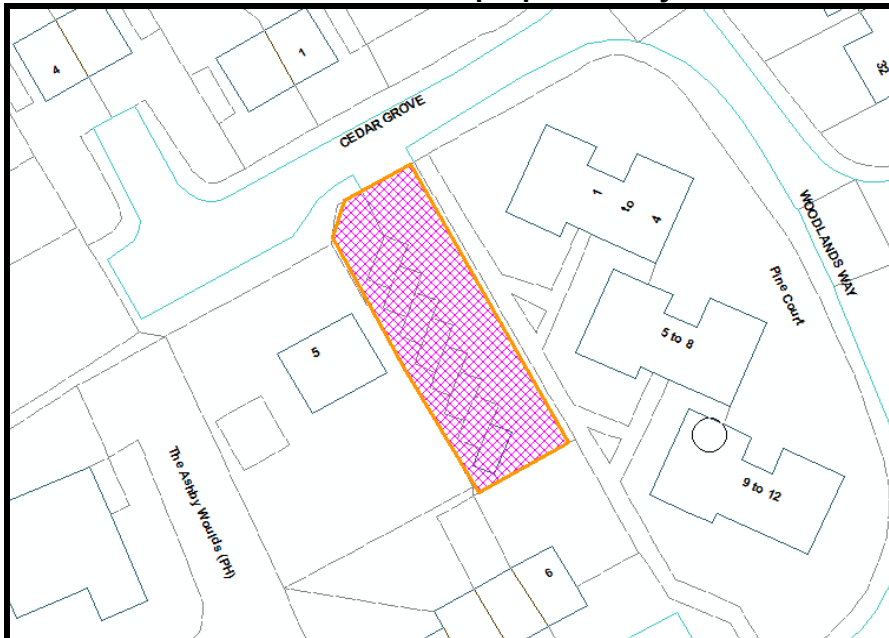 4
1
CEDAR GROVE
32
1
to
4
WOODLANDS WAY
Pine Court
5 to 8
5
9 to 12
The Ashby Woulds (PH)
6